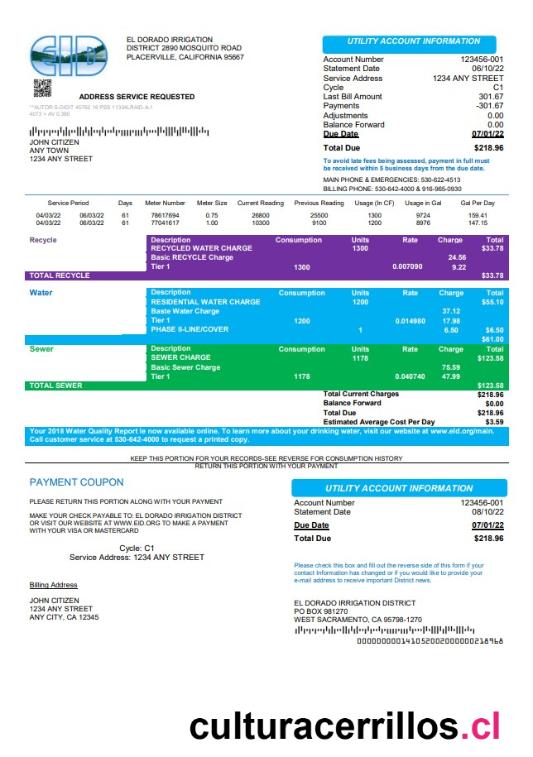 EID
EL DORADO IRRIGATION
DISTRICT 2890 MOSQUITO ROAD
PLACERVILLE, CALIFORNIA 95667
ADDRESS SERVICE REQUESTED
JOHN CITIZEN
ANY TOWN
1234 ANY STREET
UTILITY ACCOUNT INFORMATION
Account Number 123456-001
Statement Date 06/10/22
Service Address 1234 ANY STREET
Cycle C1
Last Bill Amount 301.67
Payments -301.67
Adjustments 0.00
Balance Forward 0.00
Due Date 07/01/22
Total Due $218.96
To avoid late fees being assessed, payment in full must
be received within 5 business days from the due date.
MAIN PHONE & EMERGENCIES: 530-622-4513
BILLING PHONE: 530-642-4000 & 916-965-0930
Service Period Days Meter Number Meter Size Current Reading Previous Reading Usage (In CF) Usage in Gal Gal Per Day
04/03/22 06/03/22 61 78617694 0.75 26800 25500 1300 9724 159.41
04/03/22 06/03/22 61 77041617 1.00 10300 9100 1200 8976 147.15
Recycle Description Consumption Units Rate Charge Total
RECYCLED WATER CHARGE 1300 $33.78
Basic RECYCLE Charge 24.56
Tier 1 1300 0.007090 9.22
TOTAL RECYCLE $33.78
Water Description Consumption Units Rate Charge Total
RESIDENTIAL WATER CHARGE 1200 $55.10
Baste Water Charge 37.12
Tier 1 1200 0.014980 17.98
PHASE II-LINE/COVER 1 6.50 $6.50
$61.60
Sewer Description Consumption Units Rate Charge Total
SEWER CHARGE 1178 $123.58
Basic Sewer Charge 75.59
Tier 1 1178 0.040740 47.99
TOTAL SEWER $123.58
Total Current Charges $218.96
Balance Forward $0.00
Total Due $218.96
Estimated Average Cost Per Day $3.59
Your 2018 Water Quality Report is now available online. To learn more about your drinking water, visit our website at www.eid.org/main.
Call customer service at 530-642-4000 to request a printed copy.
KEEP THIS PORTION FOR YOUR RECORDS-SEE REVERSE FOR CONSUMPTION HISTORY
RETURN THIS PORTION WITH YOUR PAYMENT
PAYMENT COUPON
PLEASE RETURN THIS PORTION ALONG WITH YOUR PAYMENT
MAKE YOUR CHECK PAYABLE TO: EL DORADO IRRIGATION DISTRICT
OR VISIT OUR WEBSITE AT WWW.EID.ORG TO MAKE A PAYMENT
WITH YOUR VISA OR MASTERCARD
Cycle: C1
Service Address: 1234 ANY STREET
Billing Address
JOHN CITIZEN
1234 ANY STREET
ANY CITY, CA 12345
UTILITY ACCOUNT INFORMATION
Account Number 123456-001
Statement Date 08/10/22
Due Date 07/01/22
Total Due $218.96
Please check this box and fill out the reverse side of this form if your
contact Information has changed or if you would like to provide your
e-mail address to receive important District news.
EL DORADO IRRIGATION DISTRICT
PO BOX 981270
WEST SACRAMENTO, CA 95798-1270
culturacerrillos.cl